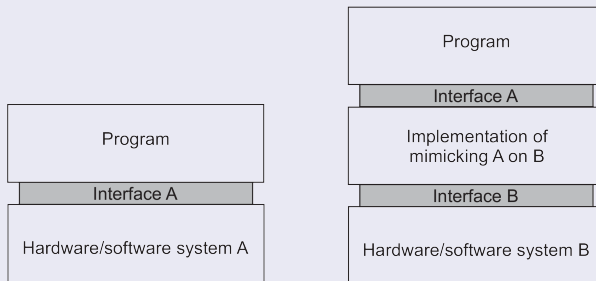 Program
Interface A
Hardware/software system A
Program
Interface A
Implementation of
mimicking A on B
Interface B
Hardware/software system B